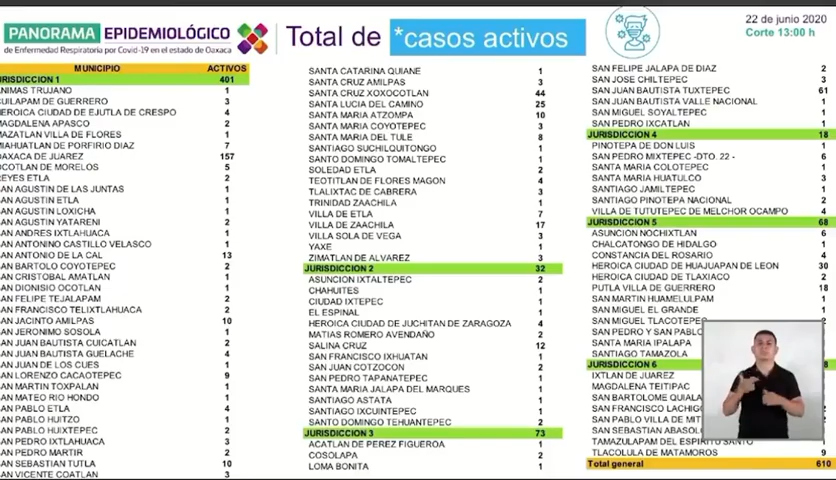 PANORAMA EPIDEMIOLÓGICO
de Enfermedad Respiratoria por Covid-19 en el estado de Oaxaca
Total de *casos activos
22 de junio 2020
Corte 13:00 h
MUNICIPIO ACTIVOS
URISDICCION 1 401
ANIMAS TRUJANO 1
CUILAPAM DE GUERRERO 3
HEROICA CIUDAD DE EJUTLA DE CRESPO 4
MAGDALENA APASCO 2
MAZATLAN VILLA DE FLORES 1
MIAHUATLAN DE PORFIRIO DIAZ 7
OAXACA DE JUAREZ 157
OCOTLAN DE MORELOS 5
REYES ETLA 2
SAN AGUSTIN DE LAS JUNTAS 1
SAN AGUSTIN ETLA 1
SAN AGUSTIN LOXICHA 1
SAN AGUSTIN YATARENI 2
SAN ANDRES IXTLAHUACA 1
SAN ANTONINO CASTILLO VELASCO 1
SAN ANTONIO DE LA CAL 13
SAN BARTOLO COYOTEPEC 2
SAN CRISTOBAL AMATLAN 1
SAN DIONISIO OCOTLAN 1
SAN FELIPE TEJALAPAM 2
SAN FRANCISCO TELIXTLAHUACA 2
SAN JACINTO AMILPAS 10
SAN JERONIMO SOSOLA 1
SAN JUAN BAUTISTA CUICATLAN 2
SAN JUAN BAUTISTA GUELACHE 4
SAN JUAN DE LOS CUES 1
SAN LORENZO CACAOTEPEC 9
SAN MARTIN TOXPALAN 1
SAN MATEO RIO HONDO 1
SAN PABLO ETLA 4
SAN PABLO HUITZO 1
SAN PABLO HUIXTEPEC 2
SAN PEDRO IXTLAHUACA 3
SAN PEDRO MARTIR 2
SAN SEBASTIAN TUTLA 10
SAN VICENTE COATLAN 3
SANTA CATARINA QUIANE 1
SANTA CRUZ AMILPAS 3
SANTA CRUZ XOXOCOTLAN 44
SANTA LUCIA DEL CAMINO 25
SANTA MARIA ATZOMPA 10
SANTA MARIA COYOTEPEC 3
SANTA MARIA DEL TULE 8
SANTIAGO SUCHILQUITONGO 1
SANTO DOMINGO TOMALTEPEC 1
SOLEDAD ETLA 2
TEOTITLAN DE FLORES MAGON 4
TLALIXTAC DE CABRERA 3
TRINIDAD ZAACHILA 1
VILLA DE ETLA 7
VILLA DE ZAACHILA 17
VILLA SOLA DE VEGA 3
YAXE 1
ZIMATLAN DE ALVAREZ 3
JURISDICCION 2 32
ASUNCION IXTALTEPEC 2
CHAHUITES 1
CIUDAD IXTEPEC 1
EL ESPINAL 1
HEROICA CIUDAD DE JUCHITAN DE ZARAGOZA 4
MATIAS ROMERO AVENDAÑO 2
SALINA CRUZ 12
SAN FRANCISCO IXHUATAN 1
SAN JUAN COTZOCON 2
SAN PEDRO TAPANATEPEC 1
SANTA MARIA JALAPA DEL MARQUES 1
SANTIAGO ASTATA 1
SANTIAGO IXCUINTEPEC 1
SANTO DOMINGO TEHUANTEPEC 2
JURISDICCION 3 73
ACATLAN DE PEREZ FIGUEROA 1
COSOLAPA 2
LOMA BONITA 1
SAN FELIPE JALAPA DE DIAZ 2
SAN JOSE CHILTEPEC 3
SAN JUAN BAUTISTA TUXTEPEC 61
SAN JUAN BAUTISTA VALLE NACIONAL 1
SAN MIGUEL SOYALTEPEC 1
SAN PEDRO IXCATLAN 1
JURISDICCION 4 18
PINOTEPA DE DON LUIS 1
SAN PEDRO MIXTEPEC -DTO. 22 - 6
SANTA MARIA COLOTEPEC 1
SANTA MARIA HUATULCO 3
SANTIAGO JAMILTEPEC 1
SANTIAGO PINOTEPA NACIONAL 2
VILLA DE TUTUTEPEC DE MELCHOR OCAMPO 4
JURISDICCION 5 68
ASUNCION NOCHIXTLAN 6
CHALCATONGO DE HIDALGO 1
CONSTANCIA DEL ROSARIO 4
HEROICA CIUDAD DE HUAJUAPAN DE LEON 30
HEROICA CIUDAD DE TLAXIACO 2
PUTLA VILLA DE GUERRERO 18
SAN MARTIN HUAMELULPAM 1
SAN MIGUEL EL GRANDE 1
SAN MIGUEL TLACOTEPEC
SAN PEDRO Y SAN PABLO
SANTA MARIA IPALAPA
SANTIAGO TAMAZOLA
JURISDICCION 6 8
IXTLAN DE JUAREZ
MAGDALENA TEITIPAC
SAN BARTOLOME QUIALA
SAN FRANCISCO LACHIGO
SAN PABLO VILLA DE MIT
SAN SEBASTIAN ABASOL
TAMAZULAPAM DEL ESPIRITU SANTO 1
TLACOLULA DE MATAMOROS 9
Total general 610